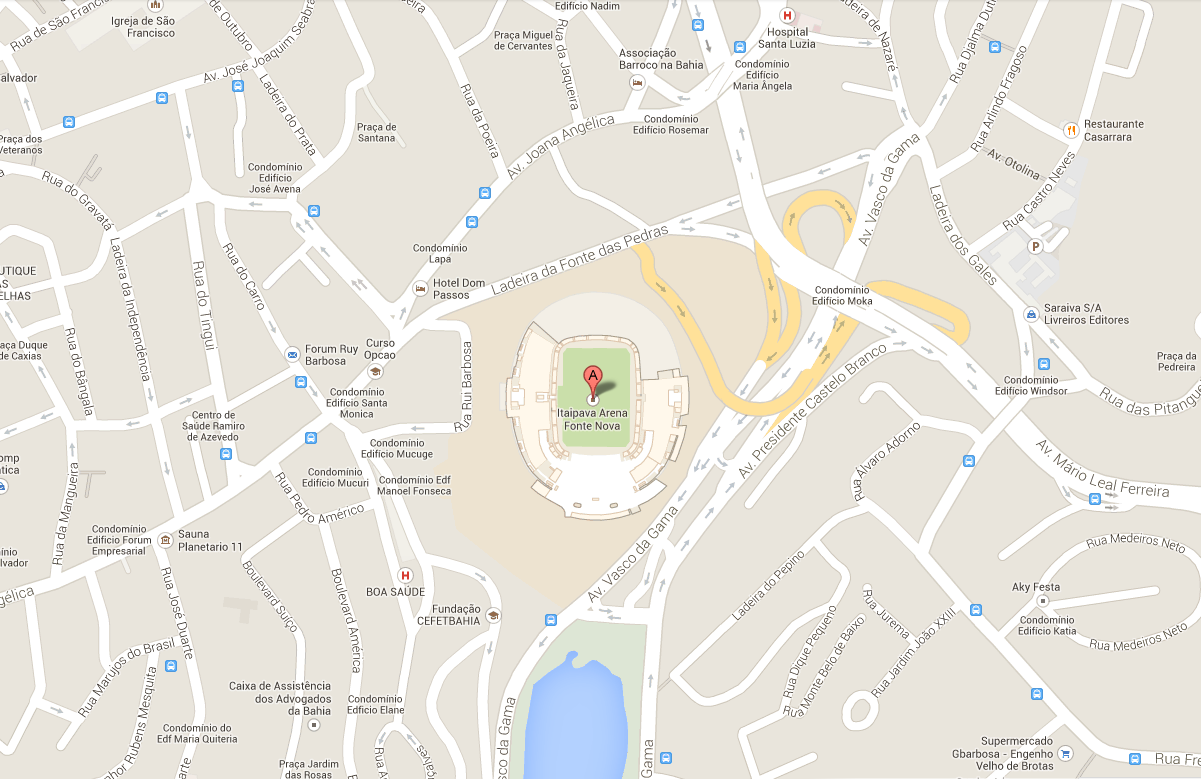 Edifício Nadim
Igreja de São
Francisco
Rua de São Francisco
de Outubro
Av. José Joaquim Seabra
Praça Miguel
de Cervantes
Rua da Jaqueira
Hospital
Santa Luzia
Ladeira de Nazaré
Rua Djalma Dutra
Associação
Barroco na Bahia
Condomínio
Edifício
Maria Ângela
Rua Arlindo Fragoso
Salvador
Ladeira do Prata
Rua da Poeira
Praça de
Santana
Av. Joana Angélica
Condomínio
Edifício Rosemar
Restaurante
Casarrara
Praça dos
Veteranos
Av. Vasco da Gama
Av. Otolina
Condomínio
Edifício
José Avena
Rua do Gravatá
Ladeira dos Gales
Rua Castro Neves
P
Condomínio
Lapa
Ladeira da Fonte das Pedras
Ladeira da Independência
Rua do Tingui
Rua do Carro
Hotel Dom
Passos
Condomínio
Edifício Moka
Saraiva S/A
Livreiros Editores
BUTIQUE
Praça Duque
de Caxias
Forum Ruy
Barbosa
Curso
Opcao
Rua Rui Barbosa
A
Itaipava Arena
Fonte Nova
Av. Presidente Castelo Branco
Praça da
Pedreira
Condomínio
Edifício Windsor
Rua das Pitangueiras
Rua do Bângala
Condomínio
Edifício Santa
Monica
Centro de
Saúde Ramiro
de Azevedo
Condomínio
Edifício Mucuge
Condomínio
Edifício Mucuri
Condomínio Edf
Manoel Fonseca
Rua Álvaro Adorno
Av. Mário Leal Ferreira
Rua da Mangueira
Rua Pedro Américo
Condomínio
Edifício Forum
Empresarial
Sauna
Planetario 11
Av. Vasco da Gama
Rua Medeiros Neto
Ladeira do Pepino
BOA SAÚDE
Boulevard Suíço
Boulevard América
Rua José Duarte
Fundação
CEFETBAHIA
Aky Festa
Condomínio
Edifício Katia
Rua Medeiros Neto
Rua Jurema
Rua Dique Pequeno
Rua Monte Belo de Baixo
Rua Jardim João XXIII
Rua Marujos do Brasil
Rubens Mesquita
Caixa de Assistência
dos Advogados
da Bahia
Condomínio
Edifício Elane
Condomínio do
Edf Maria Quiteria
Vasco da Gama
Gama
Praça Jardim
das Rosas
Supermercado
Gbarbosa - Engenho
Velho de Brotas